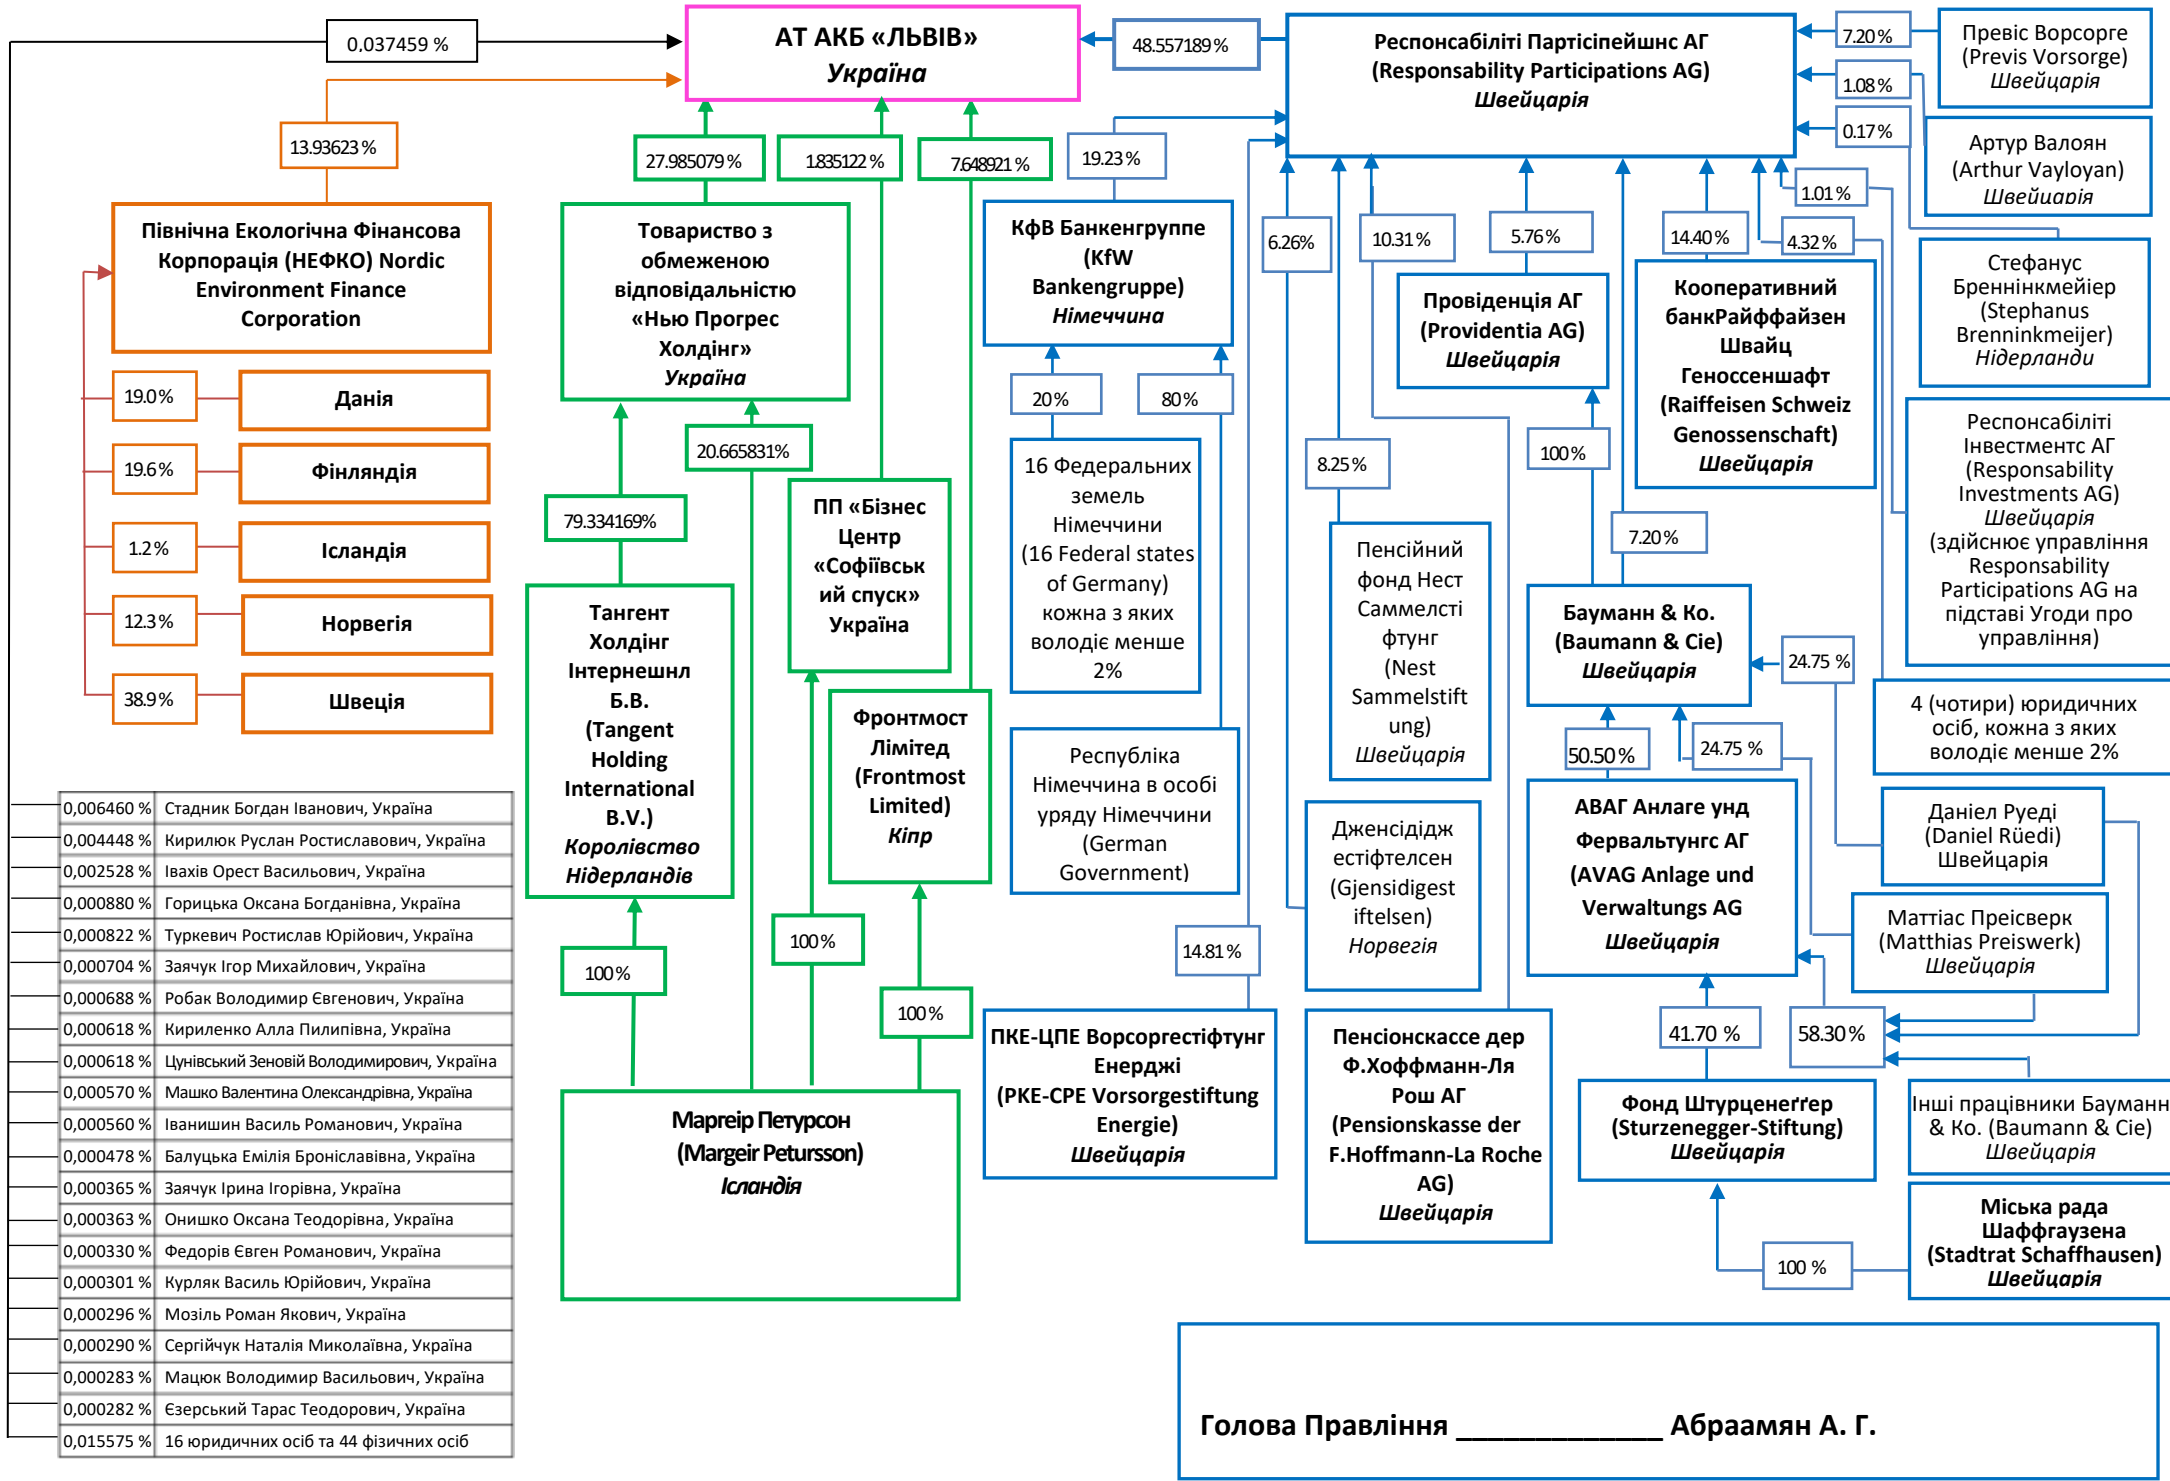 0,037459 %
АТ АКБ «ЛЬВІВ»
Україна
48.557189 %
Респонсабіліті Партісіпейшнс АГ
(Responsability Participations AG)
Швейцарія
7.20 %
Превіс Ворсорге
(Previs Vorsorge)
Швейцарія
1.08 %
0.17 %
Артур Валоян
(Arthur Vayloyan)
Швейцарія
13.93623 %
27.985079 %
1.835122 %
7.648921 %
19.23 %
1.01 %
Північна Екологічна Фінансова
Корпорація (НЕФКО) Nordic
Environment Finance
Corporation
Товариство з
обмеженою
відповідальністю
«Нью Прогрес
Холдінг»
Україна
КфВ Банкенгруппе
(KfW
Bankengruppe)
Німеччина
6.26%
10.31 %
5.76 %
14.40 %
4.32 %
Провіденція АГ
(Providentia AG)
Швейцарія
Кооперативний
банкРайффайзен
Швайц
Геноссеншафт
(Raiffeisen Schweiz
Genossenschaft)
Швейцарія
Стефанус
Бреннінкмейієр
(Stephanus
Brenninkmeijer)
Нідерланди
19.0 %
Данія
19.6 %
Фінляндія
1.2 %
Ісландія
12.3 %
Норвегія
38.9 %
Швеція
20.665831%
79.334169%
20 %
80 %
8.25 %
100 %
7.20 %
Респонсабіліті
Інвестментс АГ
(Responsability
Investments AG)
Швейцарія
(здійснює управління
Responsability
Participations AG на
підставі Угоди про
управління)
16 Федеральних
земель
Німеччини
(16 Federal states
of Germany)
кожна з яких
володіє менше
2%
ПП «Бізнес
Центр
«Софіївськ
ий спуск»
Україна
Пенсійний
фонд Нест
Саммелсті
фтунг
(Nest
Sammelstift
ung)
Швейцарія
Тангент
Холдінг
Інтернешнл
Б.В.
(Tangent
Holding
International
B.V.)
Королівство
Нідерландів
Фронтмост
Лімітед
(Frontmost
Limited)
Кіпр
Бауманн & Ко.
(Baumann & Cie)
Швейцарія
24.75 %
50.50 %
24.75 %
4 (чотири) юридичних
осіб, кожна з яких
володіє менше 2%
Республіка
Німеччина в особі
уряду Німеччини
(German
Government)
Дженсідідж
естіфтелсен
(Gjensidigest
iftelsen)
Норвегія
АВАГ Анлаге унд
Фервальтунгс АГ
(AVAG Anlage und
Verwaltungs AG
Швейцарія
Даніел Руеді
(Daniel Rüedi)
Швейцарія
Маттіас Преісверк
(Matthias Preiswerk)
Швейцарія
100 %
100 %
100 %
14.81 %
41.70 %
58.30 %
Маргеір Петурсон
(Margeir Petursson)
Ісландія
ПКЕ-ЦПЕ Ворсоргестіфтунг
Енерджі
(PKE-CPE Vorsorgestiftung
Energie)
Швейцарія
Пенсіонскассе дер
Ф.Хоффманн-Ля
Рош АГ
(Pensionskasse der
F.Hoffmann-La Roche
AG)
Швейцарія
Фонд Штурценеґґер
(Sturzenegger-Stiftung)
Швейцарія
Інші працівники Бауманн
& Ко. (Baumann & Cie)
Швейцарія
100 %
Міська рада
Шаффгаузена
(Stadtrat Schaffhausen)
Швейцарія
0,006460 % Стадник Богдан Іванович, Україна
0,004448 % Кирилюк Руслан Ростиславович, Україна
0,002528 % Івахів Орест Васильович, Україна
0,000880 % Горицька Оксана Богданівна, Україна
0,000822 % Туркевич Ростислав Юрійович, Україна
0,000704 % Заячук Ігор Михайлович, Україна
0,000688 % Робак Володимир Євгенович, Україна
0,000618 % Кириленко Алла Пилипівна, Україна
0,000618 % Цунівський Зеновій Володимирович, Україна
0,000570 % Машко Валентина Олександрівна, Україна
0,000560 % Іванишин Василь Романович, Україна
0,000478 % Балуцька Емілія Броніславівна, Україна
0,000365 % Заячук Ірина Ігорівна, Україна
0,000363 % Онишко Оксана Теодорівна, Україна
0,000330 % Федорів Євген Романович, Україна
0,000301 % Курляк Василь Юрійович, Україна
0,000296 % Мозіль Роман Якович, Україна
0,000290 % Сергійчук Наталія Миколаївна, Україна
0,000283 % Мацюк Володимир Васильович, Україна
0,000282 % Єзерський Тарас Теодорович, Україна
0,015575 % 16 юридичних осіб та 44 фізичних осіб
Голова Правління _____________ Абраамян А. Г.